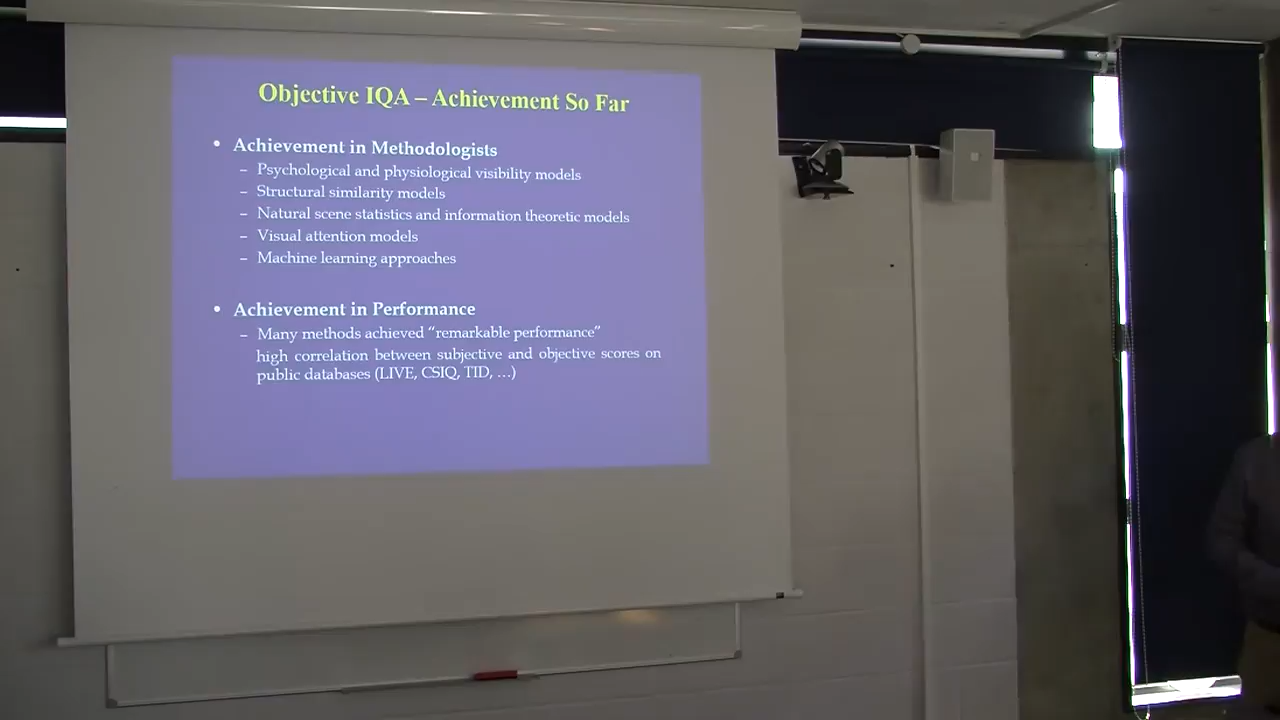 Objective IQA – Achievement So Far
• Achievement in Methodologists
– Psychological and physiological visibility models
– Structural similarity models
– Natural scene statistics and information theoretic models
– Visual attention models
– Machine learning approaches
• Achievement in Performance
– Many methods achieved “remarkable performance”
high correlation between subjective and objective scores on
public databases (LIVE, CSIQ, TID, …)